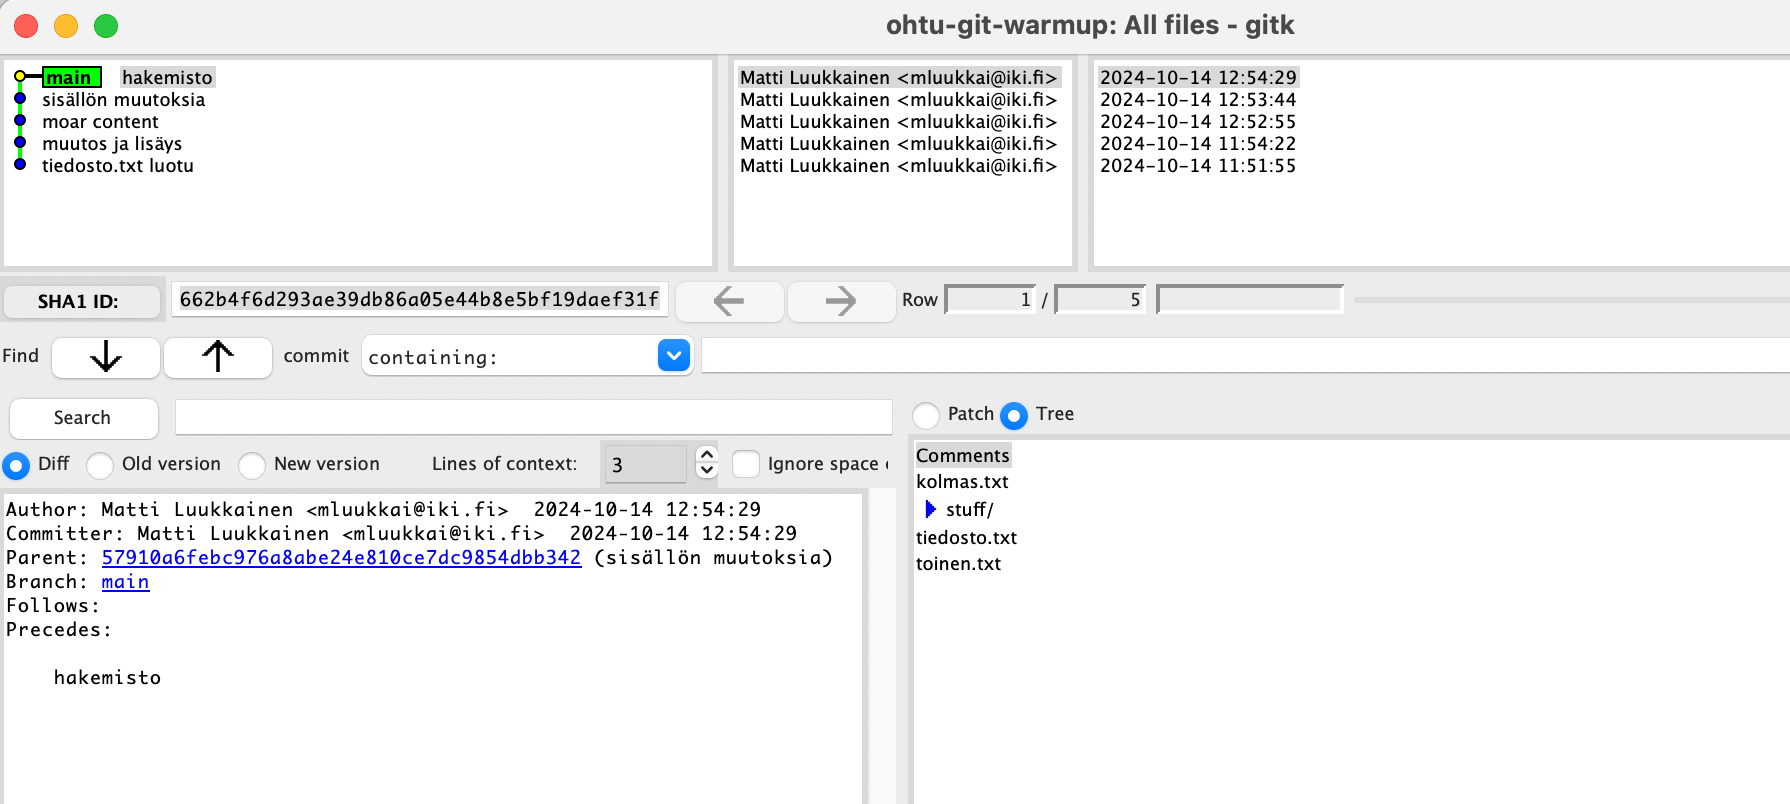 ohtu-git-warmup: All files - gitk
main hakemisto Matti Luukkainen <mluukkai@iki.fi> 2024-10-14 12:54:29
sisällön muutoksia Matti Luukkainen <mluukkai@iki.fi> 2024-10-14 12:53:44
moar content Matti Luukkainen <mluukkai@iki.fi> 2024-10-14 12:52:55
muutos ja lisäys Matti Luukkainen <mluukkai@iki.fi> 2024-10-14 11:54:22
tiedosto.txt luotu Matti Luukkainen <mluukkai@iki.fi> 2024-10-14 11:51:55
SHA1 ID: 662b4f6d293ae39db86a05e44b8e5bf19daef31f Row 1 / 5
Find commit containing:
Search
Diff Old version New version Lines of context: 3 Ignore space
Author: Matti Luukkainen <mluukkai@iki.fi> 2024-10-14 12:54:29
Committer: Matti Luukkainen <mluukkai@iki.fi> 2024-10-14 12:54:29
Parent: 57910a6febc976a8abe24e810ce7dc9854dbb342 (sisällön muutoksia)
Branch: main
Follows:
Precedes:
hakemisto
Patch Tree
Comments
kolmas.txt
stuff/
tiedosto.txt
toinen.txt